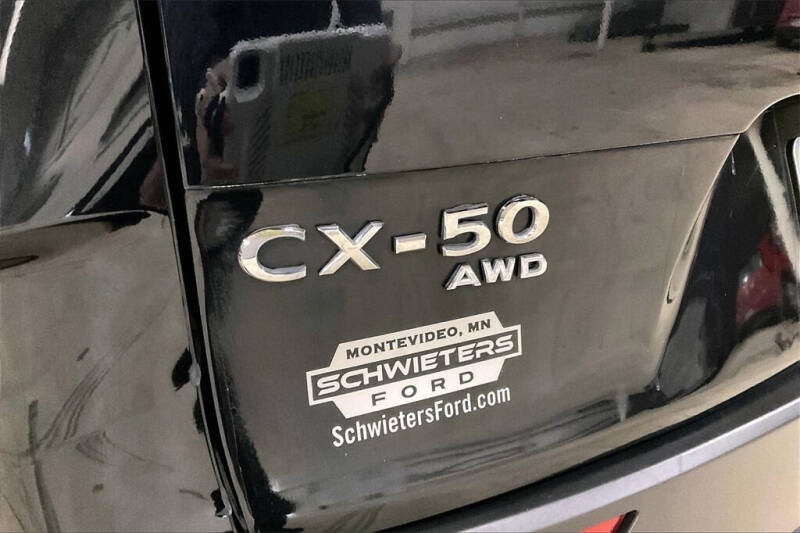 CX-50
AWD
MONTEVIDEO, MN
SCHWIETERS
FORD
SchwietersFord.com